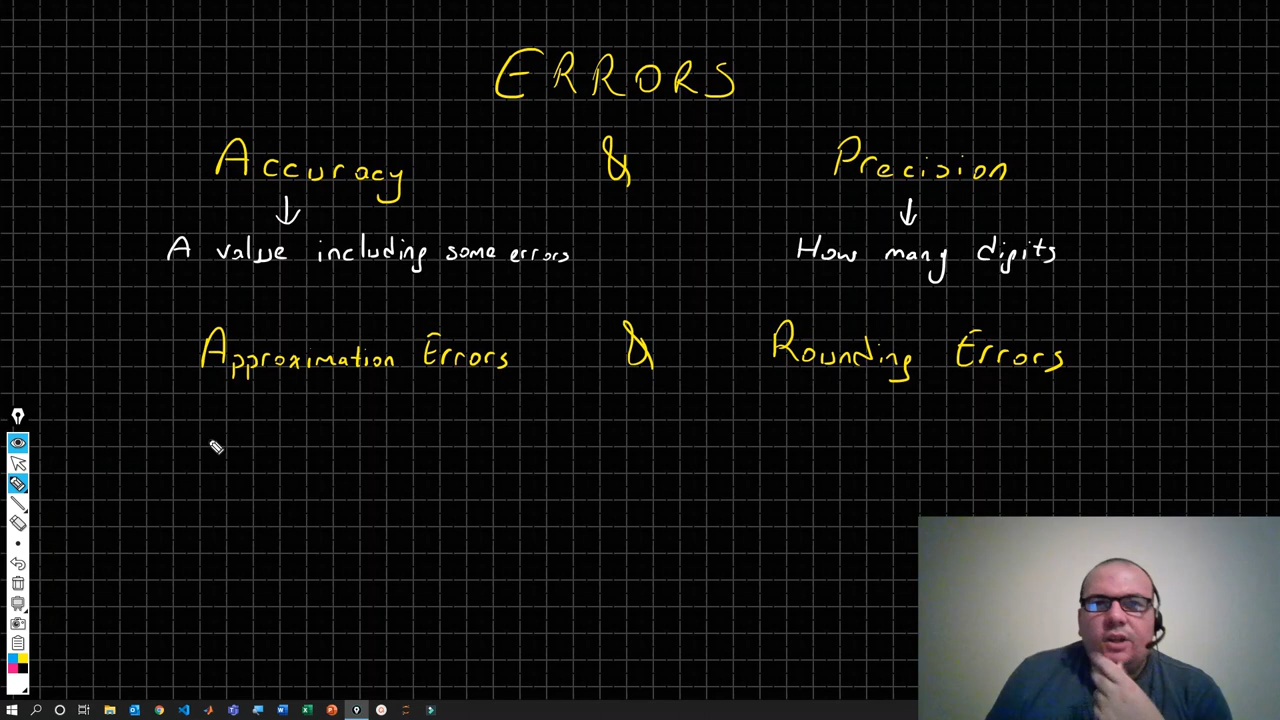 ERRORS
Accuracy & Precision
A value including some errors How many digits
Approximation Errors & Rounding Errors